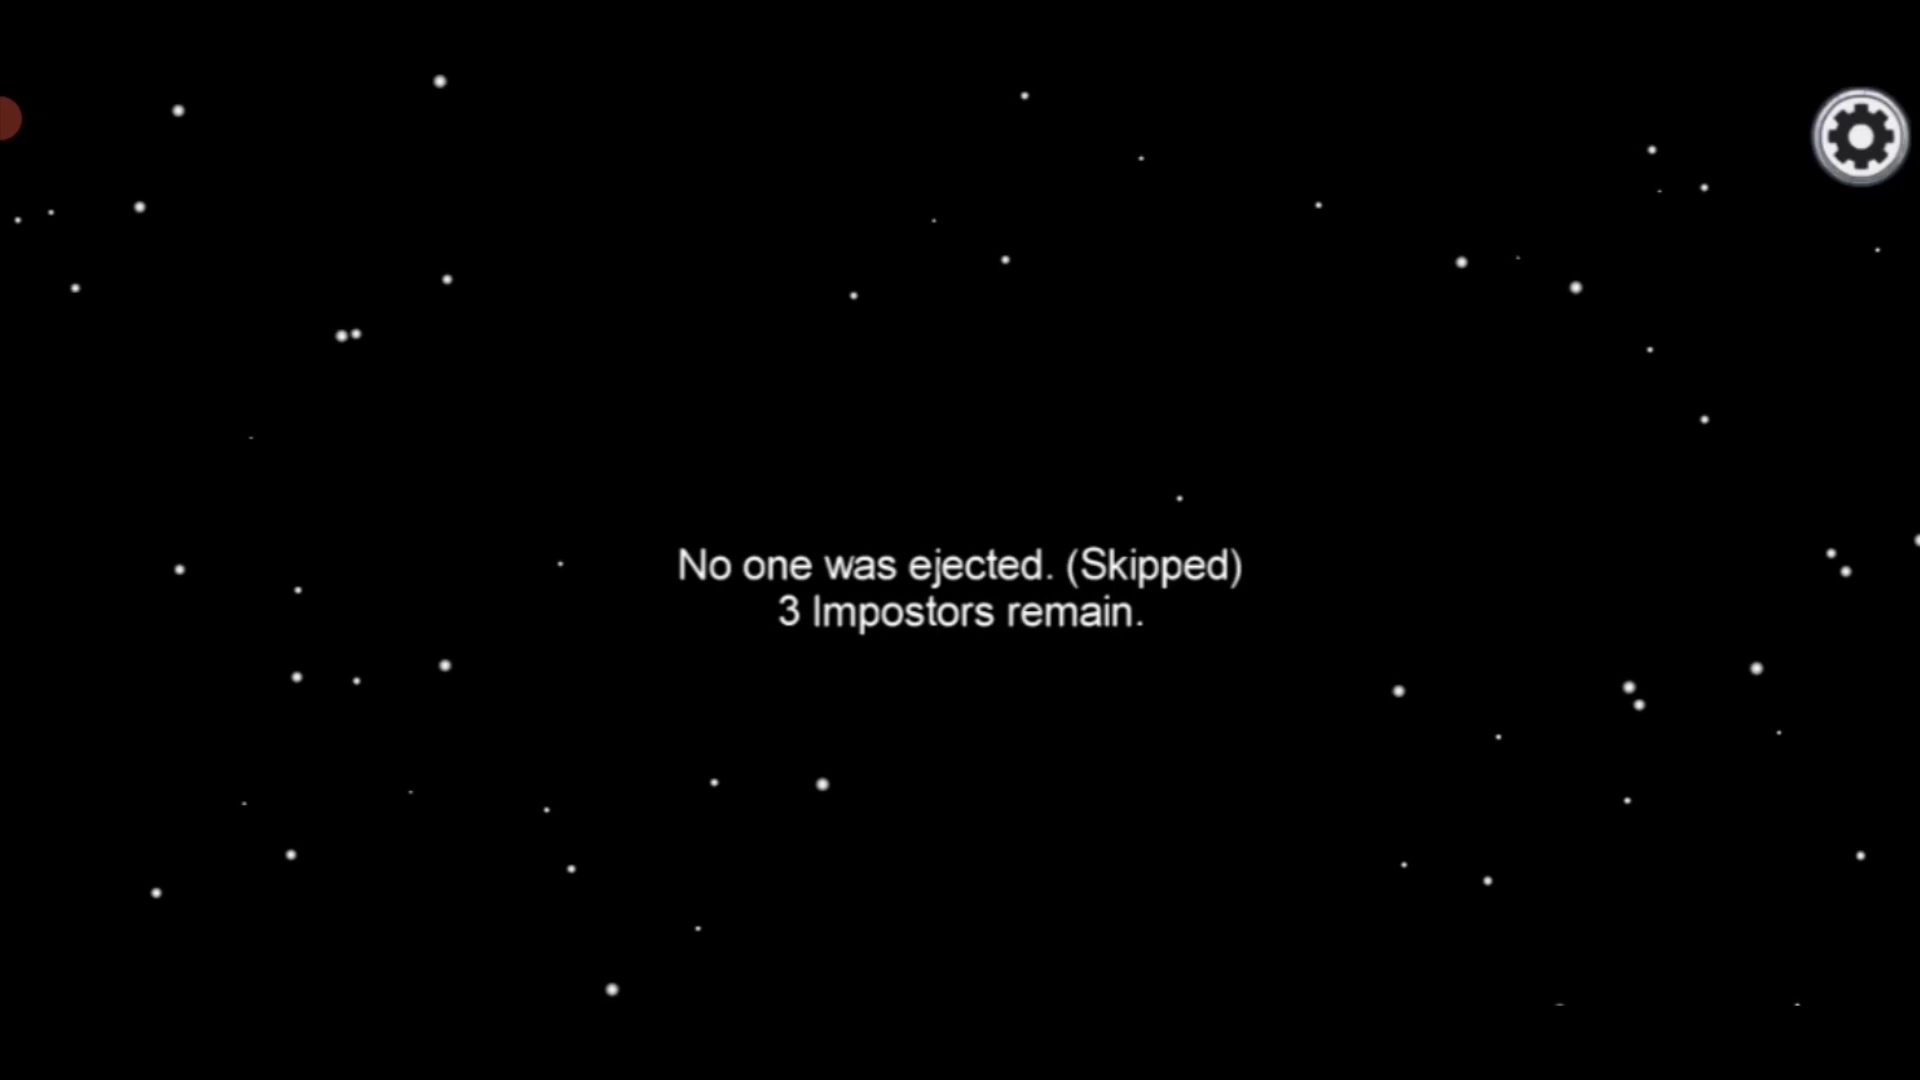 No one was ejected. (Skipped)
3 Impostors remain.